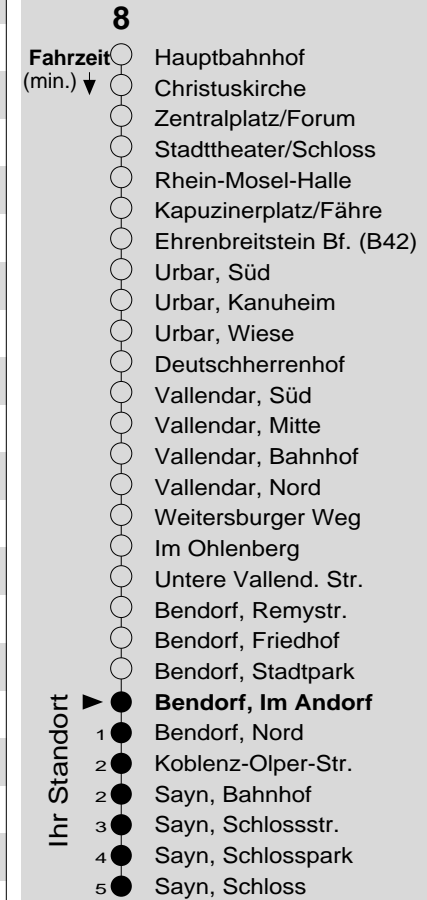 8
Fahrzeit Hauptbahnhof
(min.) Christuskirche
Zentralplatz/Forum
Stadttheater/Schloss
Rhein-Mosel-Halle
Kapuzinerplatz/Fähre
Ehrenbreitstein Bf. (B42)
Urbar, Süd
Urbar, Kanuheim
Urbar, Wiese
Deutschherrenhof
Vallendar, Süd
Vallendar, Mitte
Vallendar, Bahnhof
Vallendar, Nord
Weitersburger Weg
Im Ohlenberg
Untere Vallend. Str.
Bendorf, Remystr.
Bendorf, Friedhof
Bendorf, Stadtpark
Bendorf, Im Andorf
1 Bendorf, Nord
2 Koblenz-Olper-Str.
2 Sayn, Bahnhof
3 Sayn, Schlossstr.
4 Sayn, Schlosspark
5 Sayn, Schloss
Ihr Standort